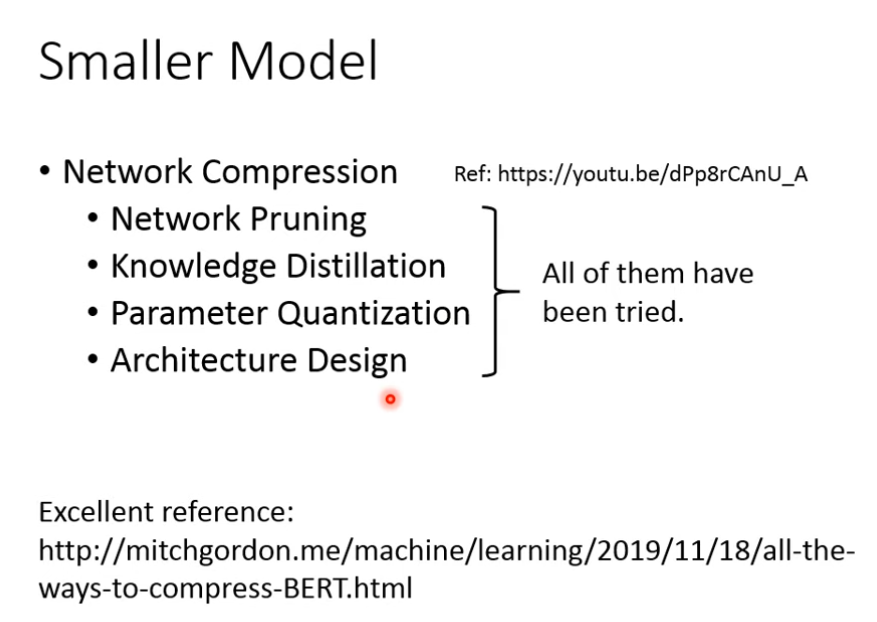 Smaller Model
• Network Compression
Ref: https://youtu.be/dPp8rCAnU_A
• Network Pruning
• Knowledge Distillation
• Parameter Quantization
• Architecture Design
All of them have
been tried.
Excellent reference:
http://mitchgordon.me/machine/learning/2019/11/18/all-the-
ways-to-compress-BERT.html